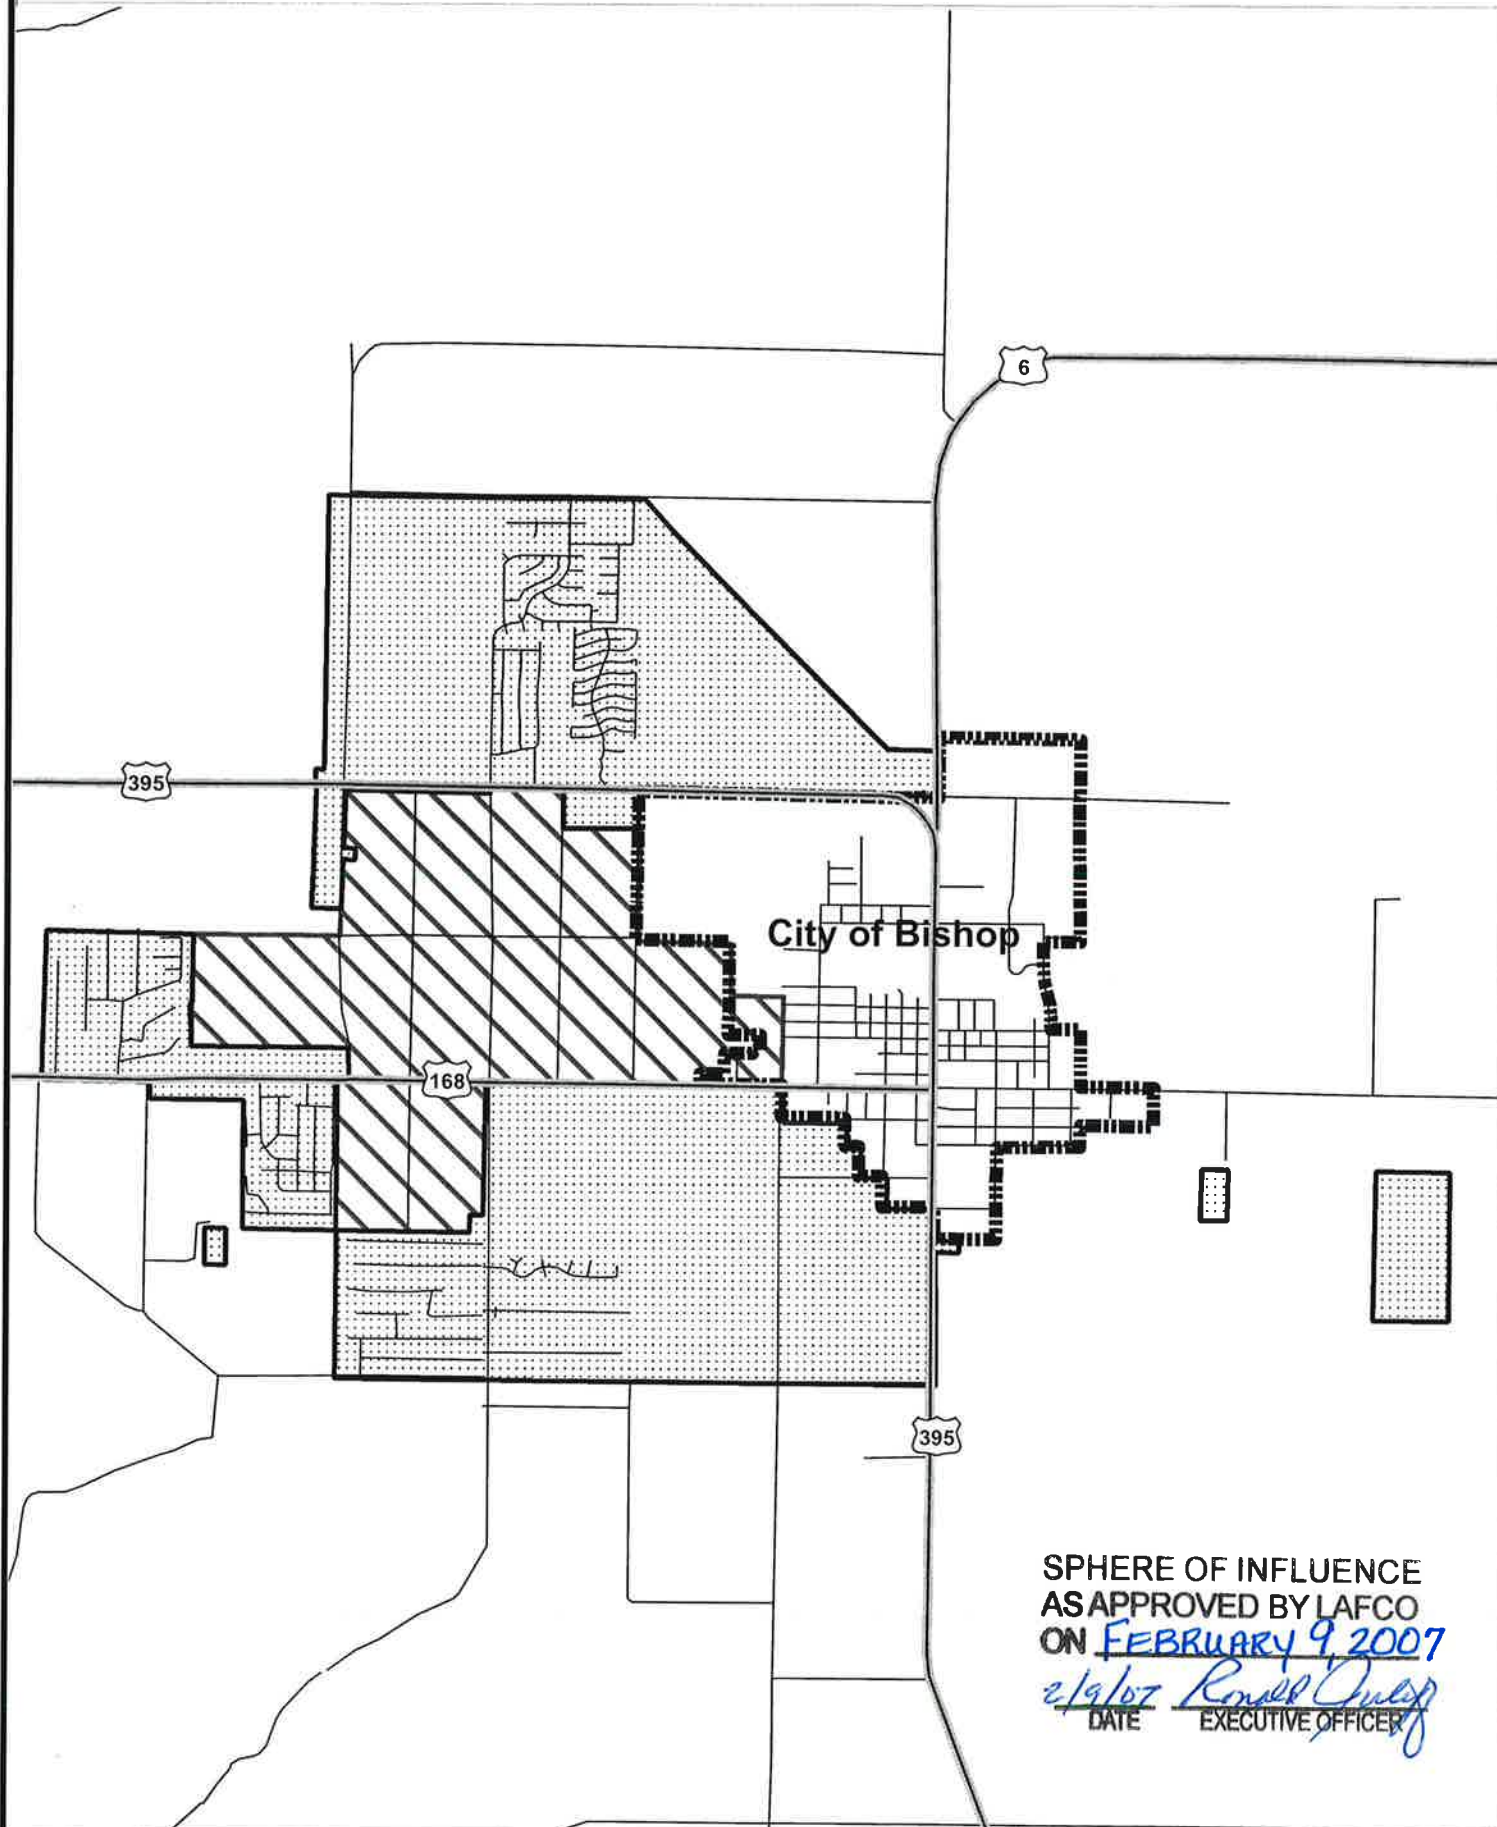 6
395
City of Bishop
168
395
SPHERE OF INFLUENCE
AS APPROVED BY LAFCO
ON FEBRUARY 9, 2007
2/9/07 Ronald
DATE EXECUTIVE OFFICER